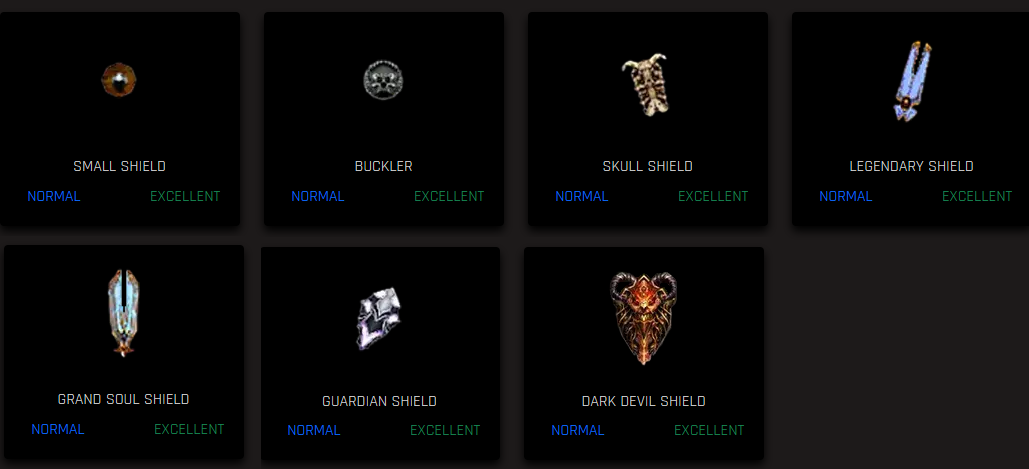 SMALL SHIELD
NORMAL EXCELLENT
BUCKLER
NORMAL EXCELLENT
SKULL SHIELD
NORMAL EXCELLENT
LEGENDARY SHIELD
NORMAL EXCELLENT
GRAND SOUL SHIELD
NORMAL EXCELLENT
GUARDIAN SHIELD
NORMAL EXCELLENT
DARK DEVIL SHIELD
NORMAL EXCELLENT